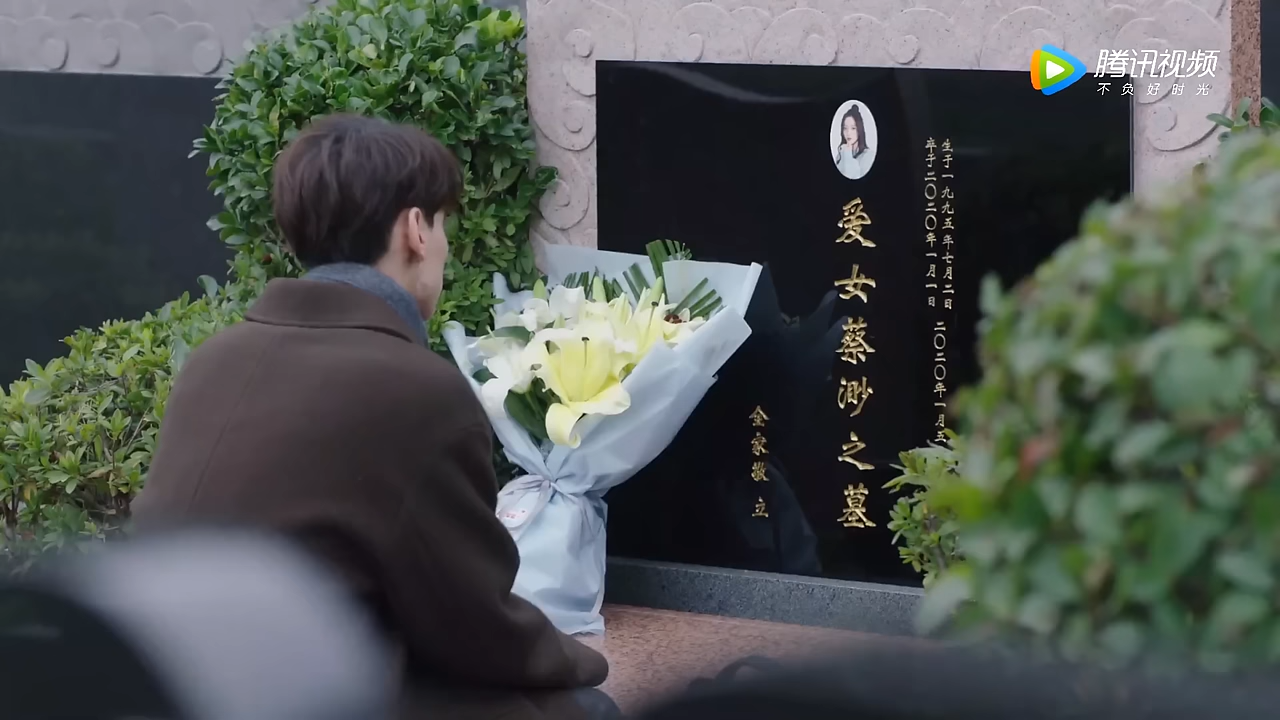 腾讯视频
不负好时光
生于一九九五年七月二日
卒于二〇二〇年一月一日
二〇二〇年一月五
爱女蔡渺之墓
全家敬立